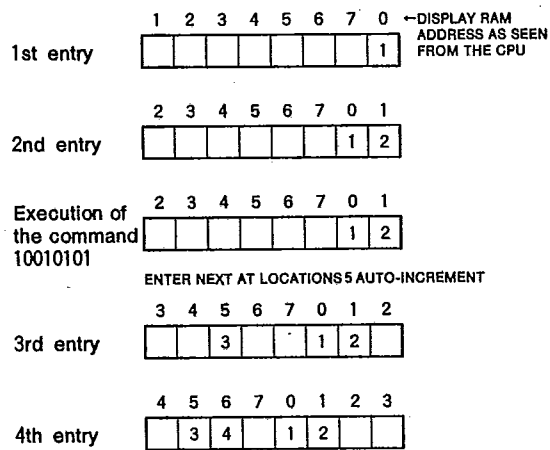 1 2 3 4 5 6 7 0 ←DISPLAY RAM
ADDRESS AS SEEN
FROM THE CPU
1st entry
1
2 3 4 5 6 7 0 1
2nd entry
1 2
2 3 4 5 6 7 0 1
Execution of
the command
10010101
1 2
ENTER NEXT AT LOCATIONS 5 AUTO-INCREMENT
3 4 5 6 7 0 1 2
3rd entry
3 1 2
4 5 6 7 0 1 2 3
4th entry
3 4 1 2